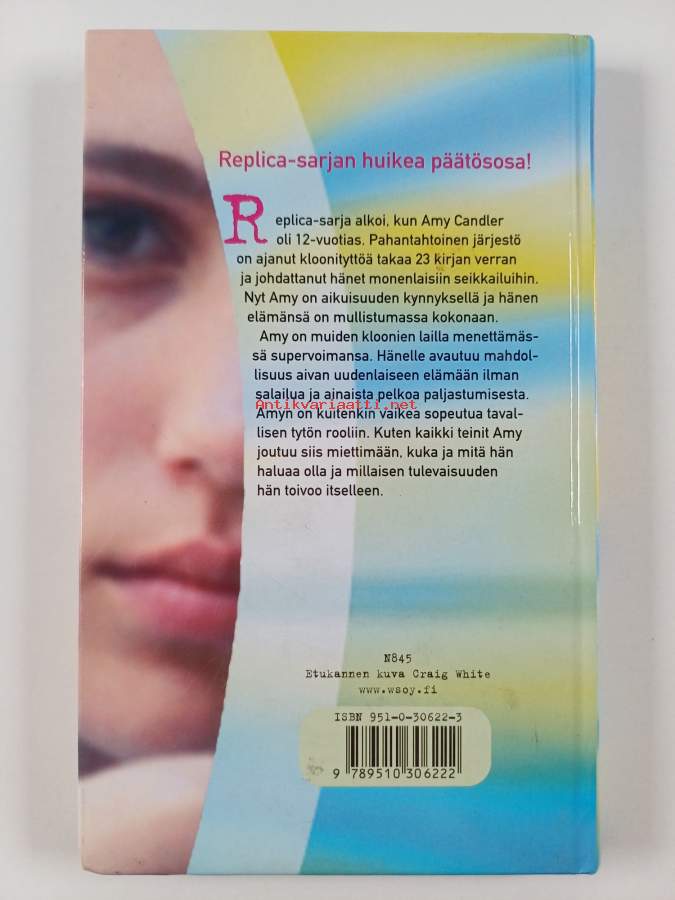 Replica-sarjan huikea päätösosa!
Replica-sarja alkoi, kun Amy Candler
oli 12-vuotias. Pahantahtoinen järjestö
on ajanut kloonityttöä takaa 23 kirjan verran
ja johdattanut hänet monenlaisiin seikkailuihin.
Nyt Amy on aikuisuuden kynnyksellä ja hänen
elämänsä on mullistumassa kokonaan.
Amy on muiden kloonien lailla menettämäs-
sä supervoimansa. Hänelle avautuu mahdol-
lisuus aivan uudenlaiseen elämään ilman
salailua ja ainaista pelkoa paljastumisesta.
Antikvariaatti.net
Amyn on kuitenkin vaikea sopeutua taval-
lisen tytön rooliin. Kuten kaikki teinit Amy
joutuu siis miettimään, kuka ja mitä hän
haluaa olla ja millaisen tulevaisuuden
hän toivoo itselleen.
N845
Etukannen kuva Craig White
www.wsoy.fi
ISBN 951-0-30622-3
9 789510 306222